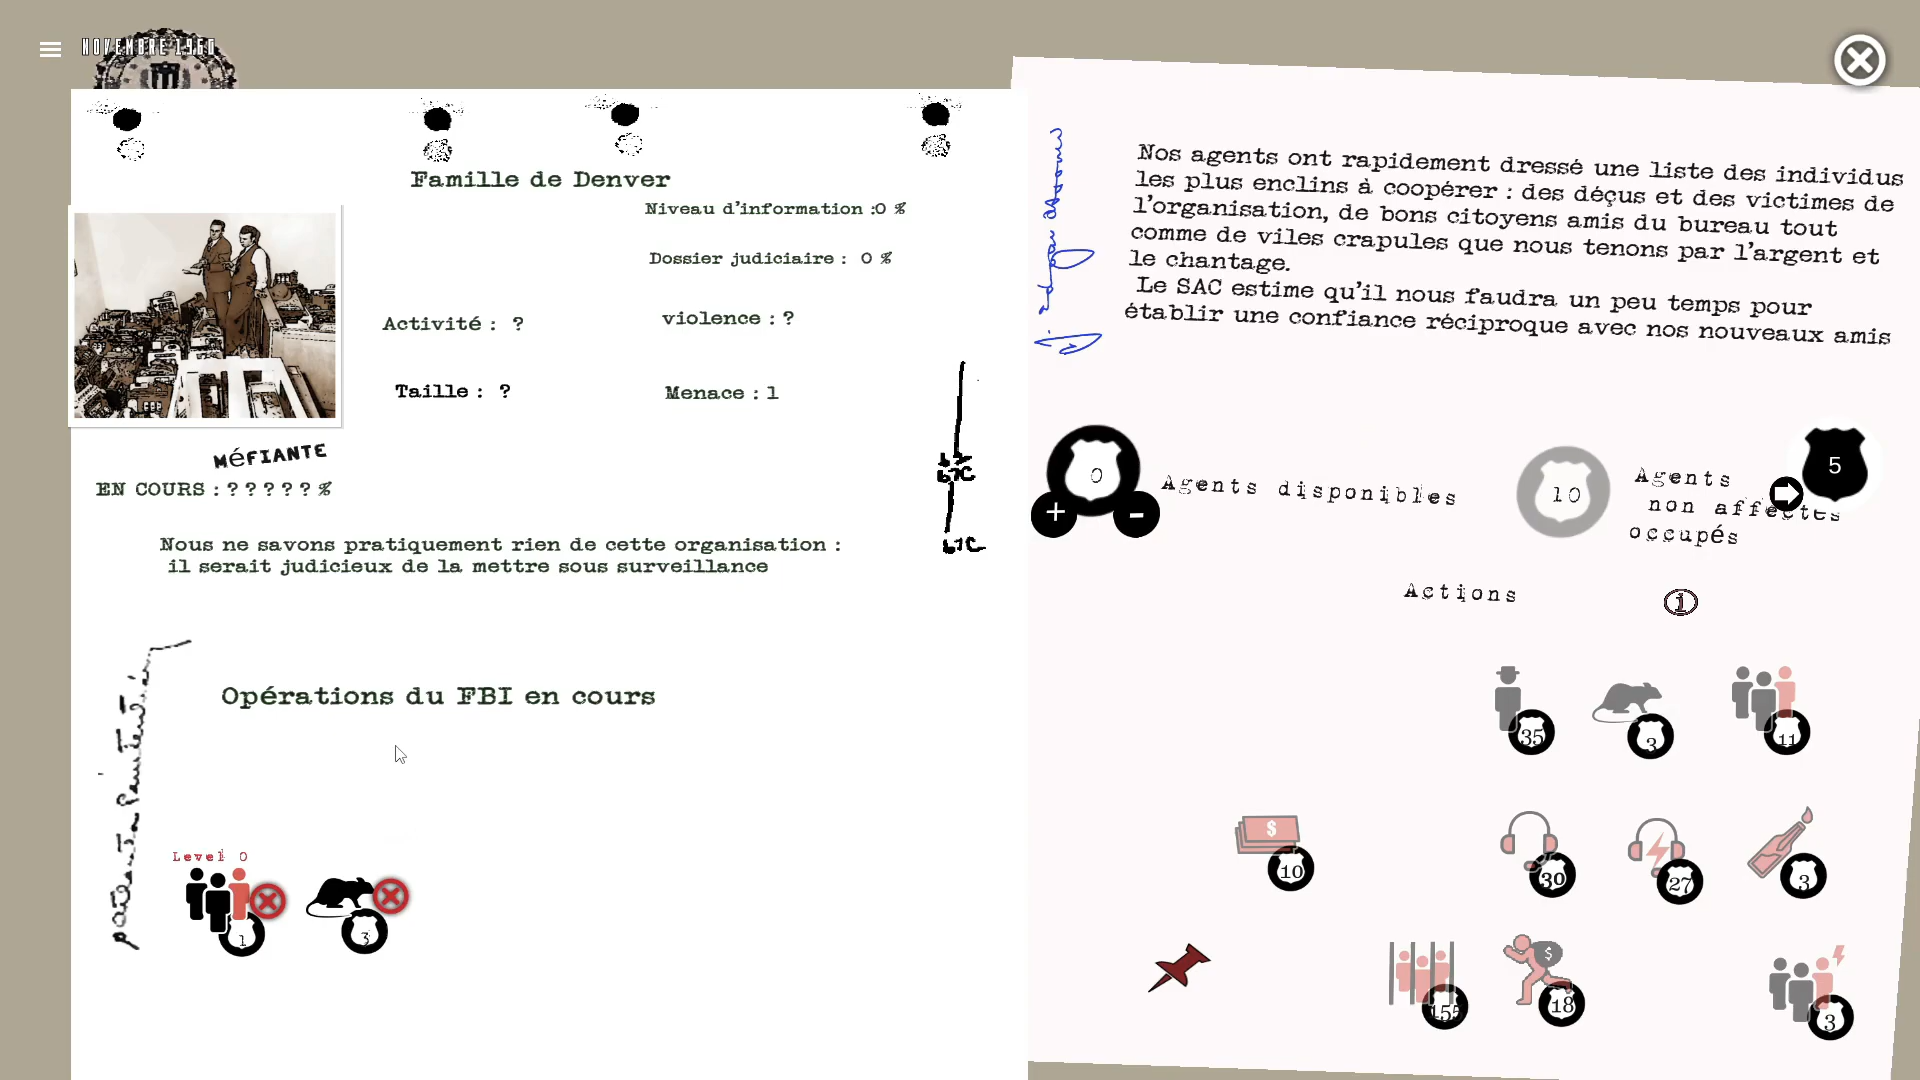 NOVEMBRE 1960
Famille de Denver
Niveau d'information :0 %
Dossier judiciaire : 0 %
Activité : ?
violence : ?
Taille : ?
Menace : 1
MéFIANTE
EN COURS : ? ? ? ? ? %
Nous ne savons pratiquement rien de cette organisation :
il serait judicieux de la mettre sous surveillance
b7C
b7C
Opérations du FBI en cours
Level 0
1
3
Nos agents ont rapidement dressé une liste des individus
les plus enclins à coopérer : des déçus et des victimes de
l'organisation, de bons citoyens amis du bureau tout
comme de viles crapules que nous tenons par l'argent et
le chantage.
Le SAC estime qu'il nous faudra un peu temps pour
établir une confiance réciproque avec nos nouveaux amis
0
+
-
Agents disponibles
10
Agents
non affectés
occupés
5
Actions
i
35
3
11
$
10
30
27
3
155
$
18
3